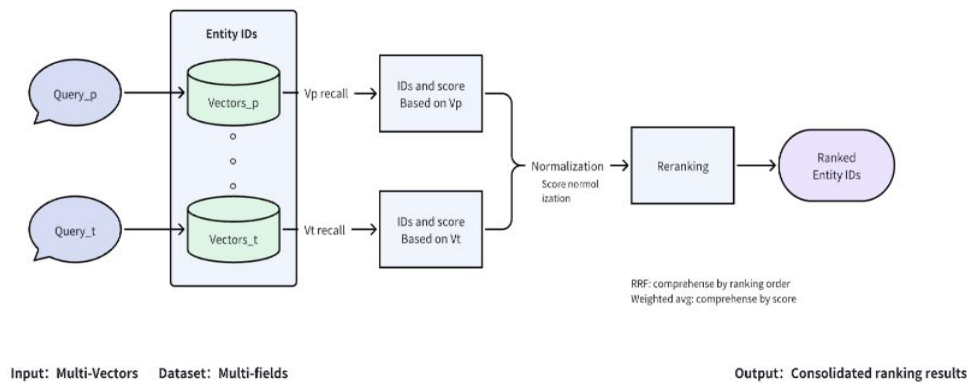 Entity IDs
Query_p
Vectors_p
Vp recall
IDs and score
Based on Vp
Normalization
Score normal
ization
Reranking
Ranked
Entity IDs
Query_t
Vectors_t
Vt recall
IDs and score
Based on Vt
RRF: comprehense by ranking order
Weighted avg: comprehense by score
Input: Multi-Vectors Dataset: Multi-fields
Output: Consolidated ranking results